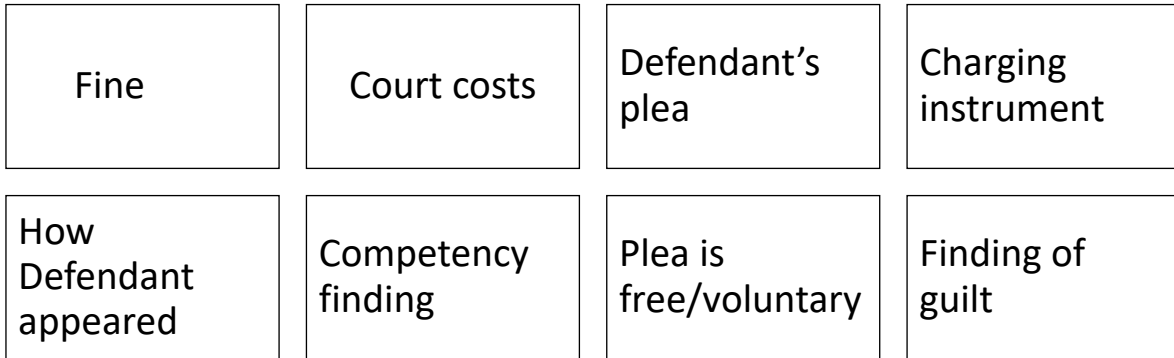 Fine
Court costs
Defendant’s
plea
Charging
instrument
How
Defendant
appeared
Competency
finding
Plea is
free/voluntary
Finding of
guilt